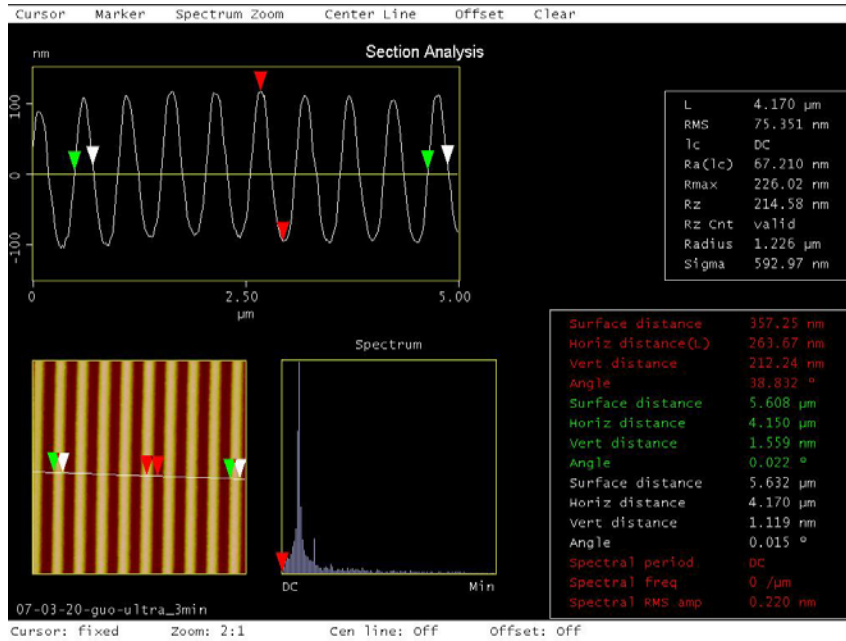 Cursor Marker Spectrum Zoom Center Line Offset Clear
nm Section Analysis
100
0
-100
0 2.50 5.00
µm
L 4.170 µm
RMS 75.351 nm
lc DC
Ra(lc) 67.210 nm
Rmax 226.02 nm
Rz 214.58 nm
Rz Cnt valid
Radius 1.226 µm
Sigma 592.97 nm
Spectrum
DC Min
Surface distance 357.25 nm
Horiz distance(L) 263.67 nm
Vert distance 212.24 nm
Angle 38.832 °
Surface distance 5.608 µm
Horiz distance 4.150 µm
Vert distance 1.559 nm
Angle 0.022 °
Surface distance 5.632 µm
Horiz distance 4.170 µm
Vert distance 1.119 nm
Angle 0.015 °
Spectral period DC
Spectral freq 0 /µm
Spectral RMS amp 0.220 nm
07-03-20-guo-ultra_3min
Cursor: fixed Zoom: 2:1 Cen line: Off Offset: Off